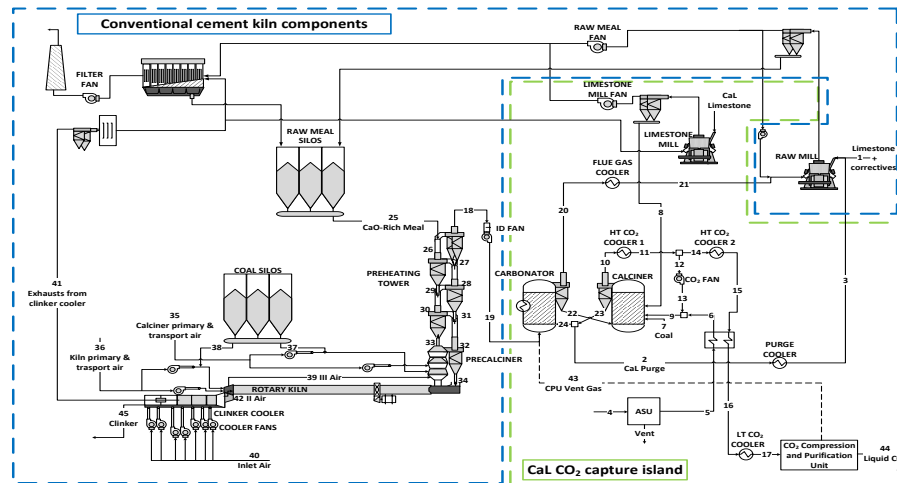 Conventional cement kiln components
RAW MEAL
FAN
FILTER
FAN
LIMESTONE
MILL FAN
CaL
Limestone
LIMESTONE
MILL
RAW MILL
Limestone
1 +
correctives
RAW MEAL
SILOS
FLUE GAS
COOLER
21
20
8
25
CaO-Rich Meal
18
ID FAN
26
27
HT CO2
COOLER 1
11
14
HT CO2
COOLER 2
10
12
CARBONATOR
CALCINER
CO2 FAN
15
3
PREHEATING
TOWER
29
28
COAL SILOS
41
Exhausts from
clinker cooler
30
31
19
13
22
23
24
9
6
7
Coal
35
Calciner primary &
transport air
33
32
PRECALCINER
36
Kiln primary &
trasport air
38
37
34
2
CaL Purge
PURGE
COOLER
39 III Air
43
CPU Vent Gas
ROTARY KILN
42 II Air
16
45
Clinker
CLINKER COOLER
COOLER FANS
4
ASU
5
Vent
LT CO2
COOLER
17
CO2 Compression
and Purification
Unit
44
Liquid C
40
Inlet Air
CaL CO2 capture island